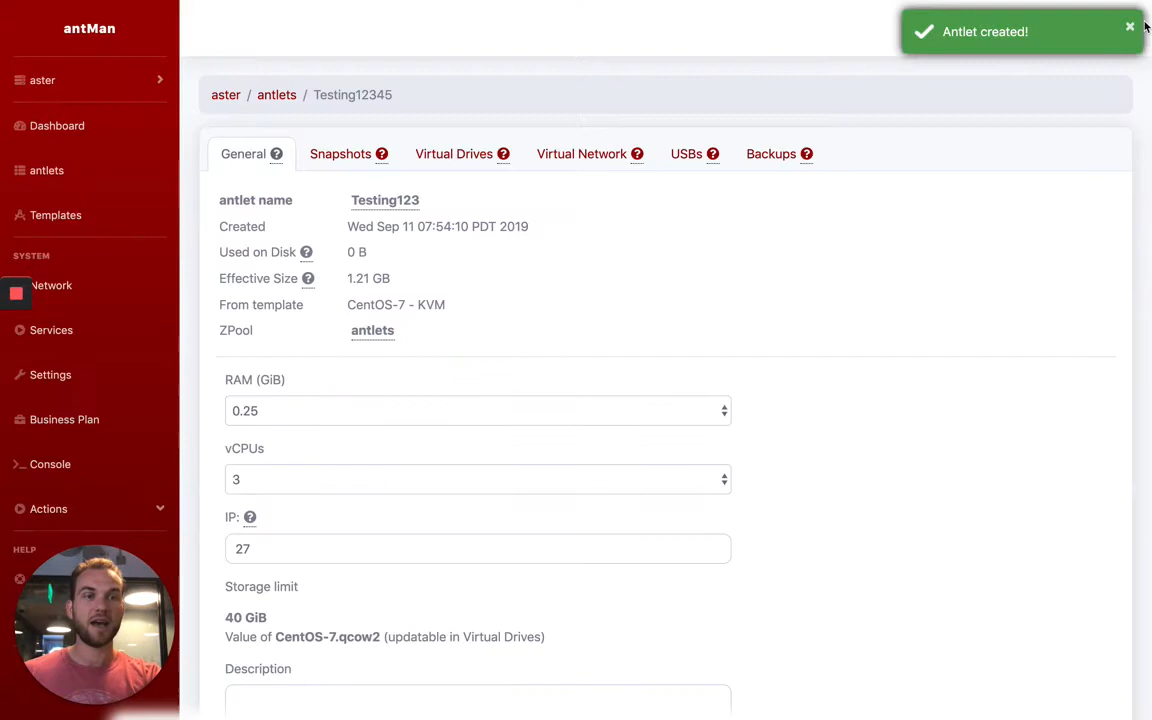 antMan
Antlet created!
aster
Dashboard
antlets
Templates
SYSTEM
Network
Services
Settings
Business Plan
Console
Actions
HELP
aster / antlets / Testing12345
General Snapshots Virtual Drives Virtual Network USBs Backups
antlet name Testing123
Created Wed Sep 11 07:54:10 PDT 2019
Used on Disk 0 B
Effective Size 1.21 GB
From template CentOS-7 - KVM
ZPool antlets
RAM (GiB)
0.25
vCPUs
3
IP:
27
Storage limit
40 GiB
Value of CentOS-7.qcow2 (updatable in Virtual Drives)
Description